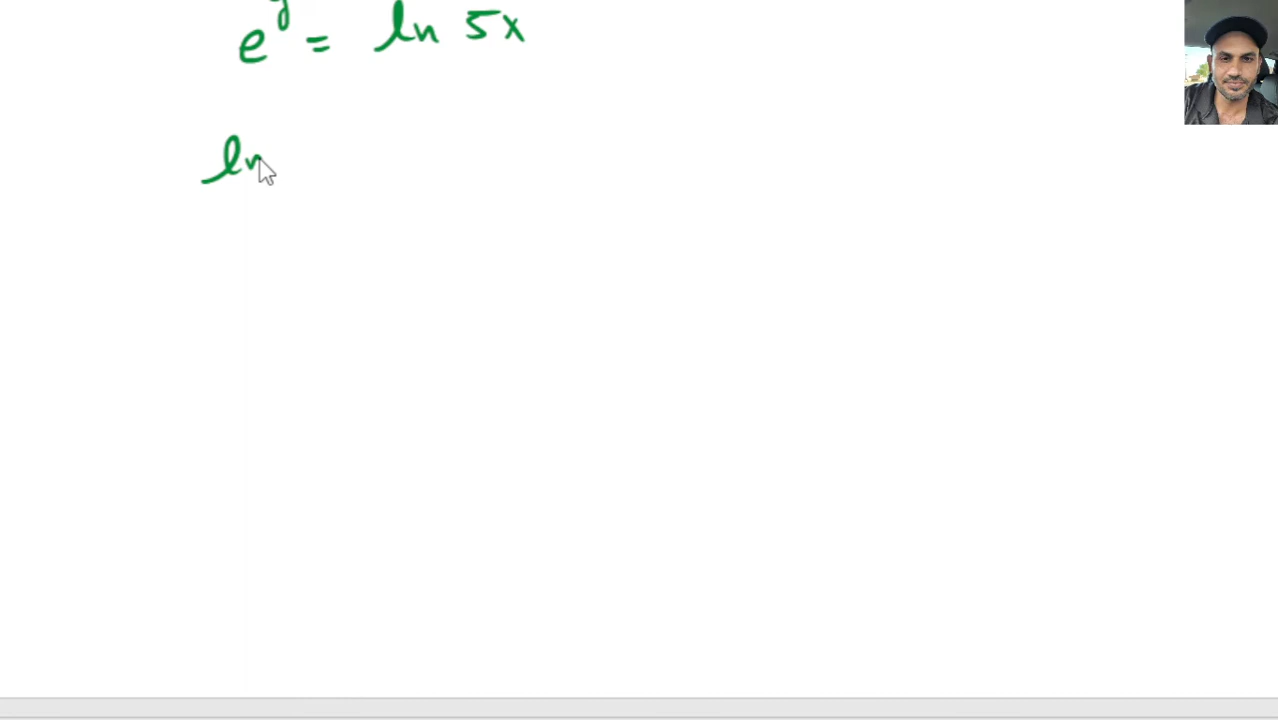 e^y = ln 5x
ln